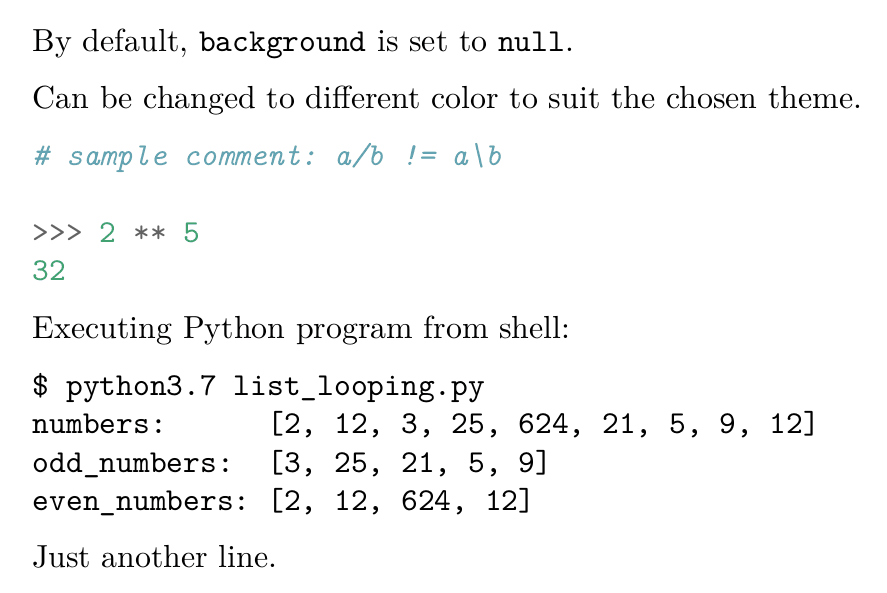 By default, background is set to null.
Can be changed to different color to suit the chosen theme.
# sample comment: a/b != a\b
>>> 2 ** 5
32
Executing Python program from shell:
$ python3.7 list_looping.py
numbers:      [2, 12, 3, 25, 624, 21, 5, 9, 12]
odd_numbers:  [3, 25, 21, 5, 9]
even_numbers: [2, 12, 624, 12]
Just another line.